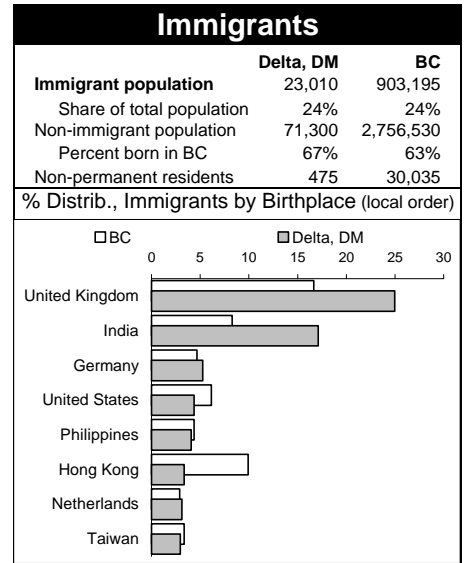 Immigrants
Delta, DM BC
Immigrant population 23,010 903,195
Share of total population 24% 24%
Non-immigrant population 71,300 2,756,530
Percent born in BC 67% 63%
Non-permanent residents 475 30,035
% Distrib., Immigrants by Birthplace (local order)
BC Delta, DM
0 5 10 15 20 25 30
United Kingdom
India
Germany
United States
Philippines
Hong Kong
Netherlands
Taiwan